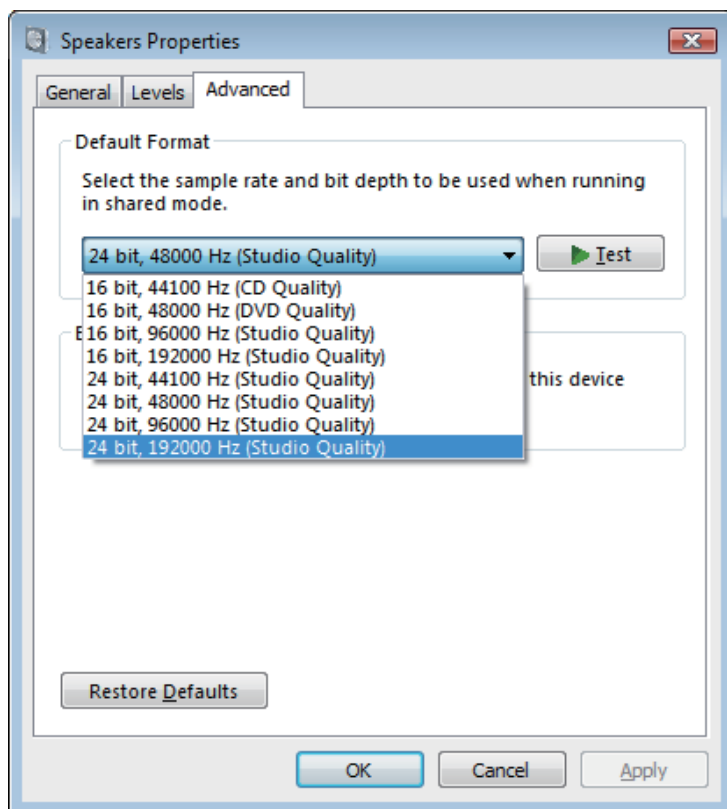 Speakers Properties
General Levels Advanced
Default Format
Select the sample rate and bit depth to be used when running
in shared mode.
24 bit, 48000 Hz (Studio Quality) Test
16 bit, 44100 Hz (CD Quality)
16 bit, 48000 Hz (DVD Quality)
E
16 bit, 96000 Hz (Studio Quality)
16 bit, 192000 Hz (Studio Quality)
24 bit, 44100 Hz (Studio Quality) this device
24 bit, 48000 Hz (Studio Quality)
24 bit, 96000 Hz (Studio Quality)
24 bit, 192000 Hz (Studio Quality)
Restore Defaults
OK Cancel Apply